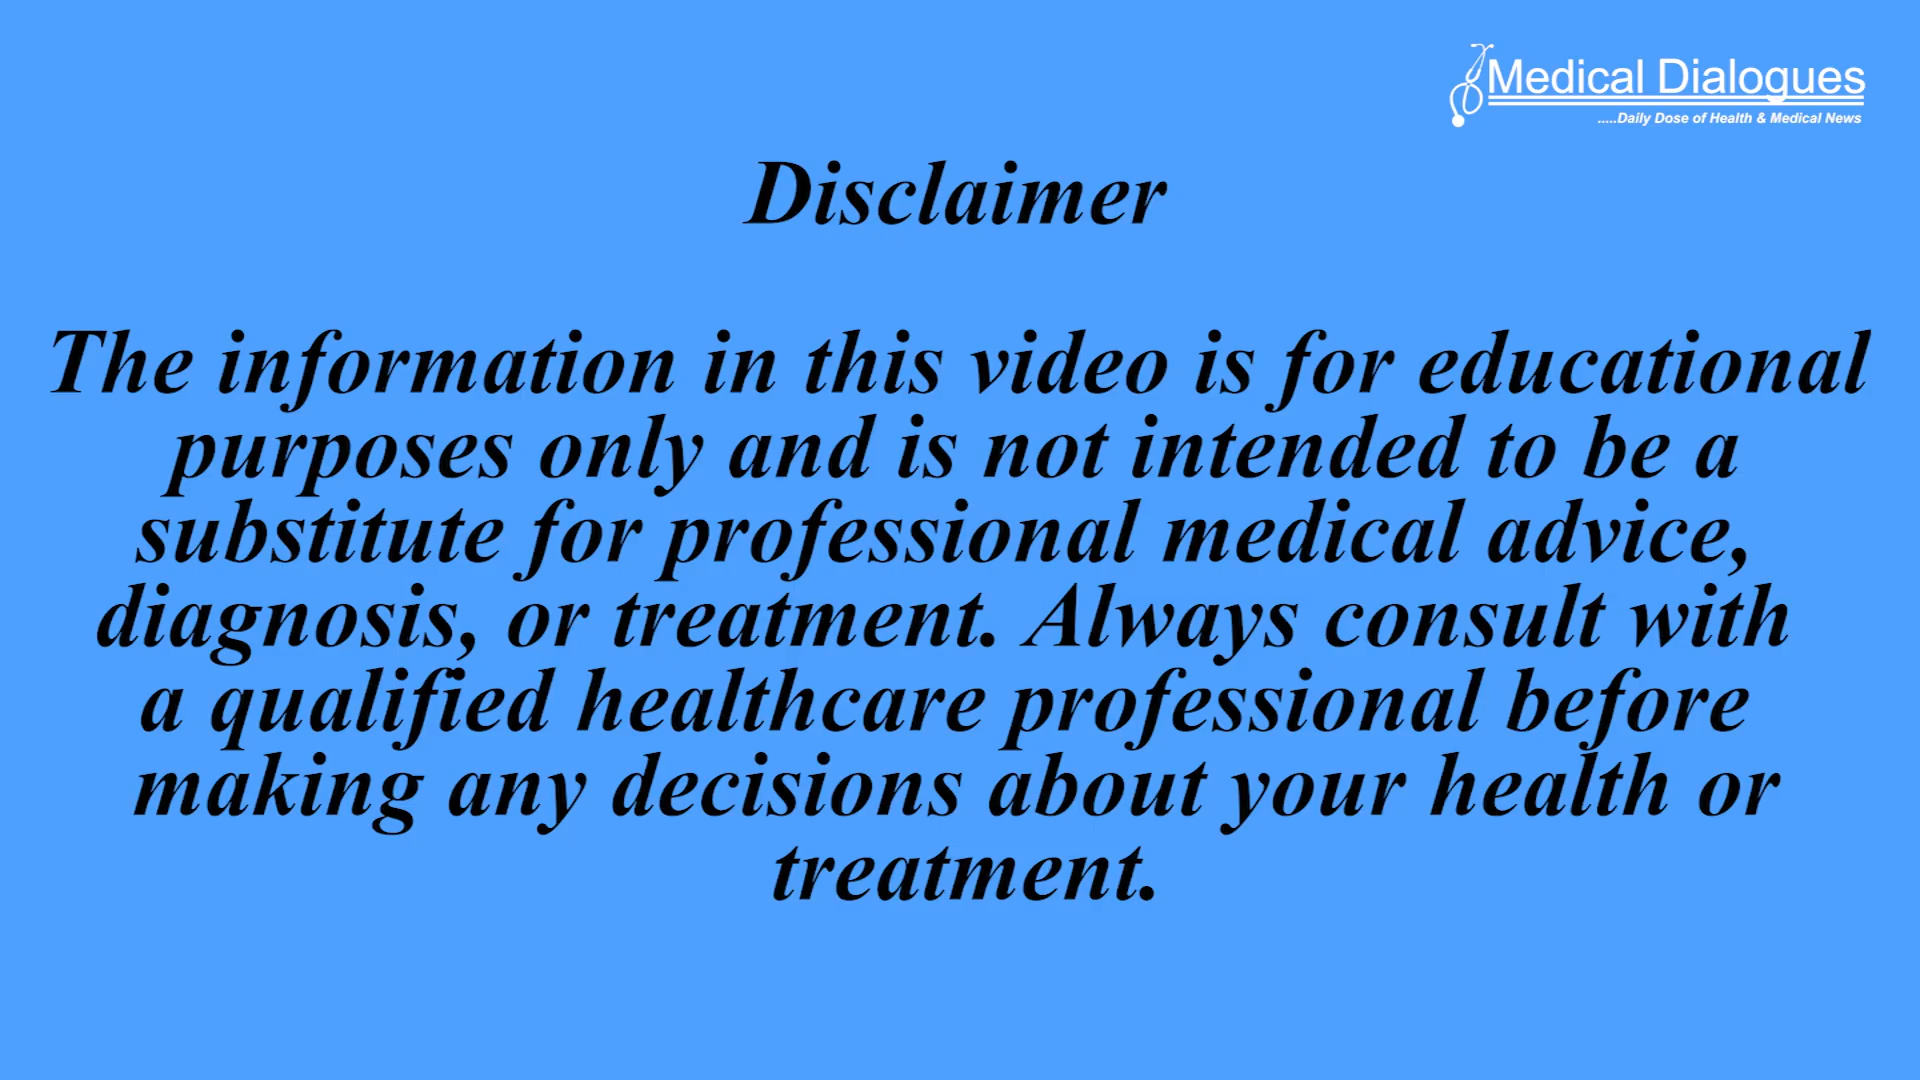 Medical Dialogues
.....Daily Dose of Health & Medical News
Disclaimer
The information in this video is for educational
purposes only and is not intended to be a
substitute for professional medical advice,
diagnosis, or treatment. Always consult with
a qualified healthcare professional before
making any decisions about your health or
treatment.